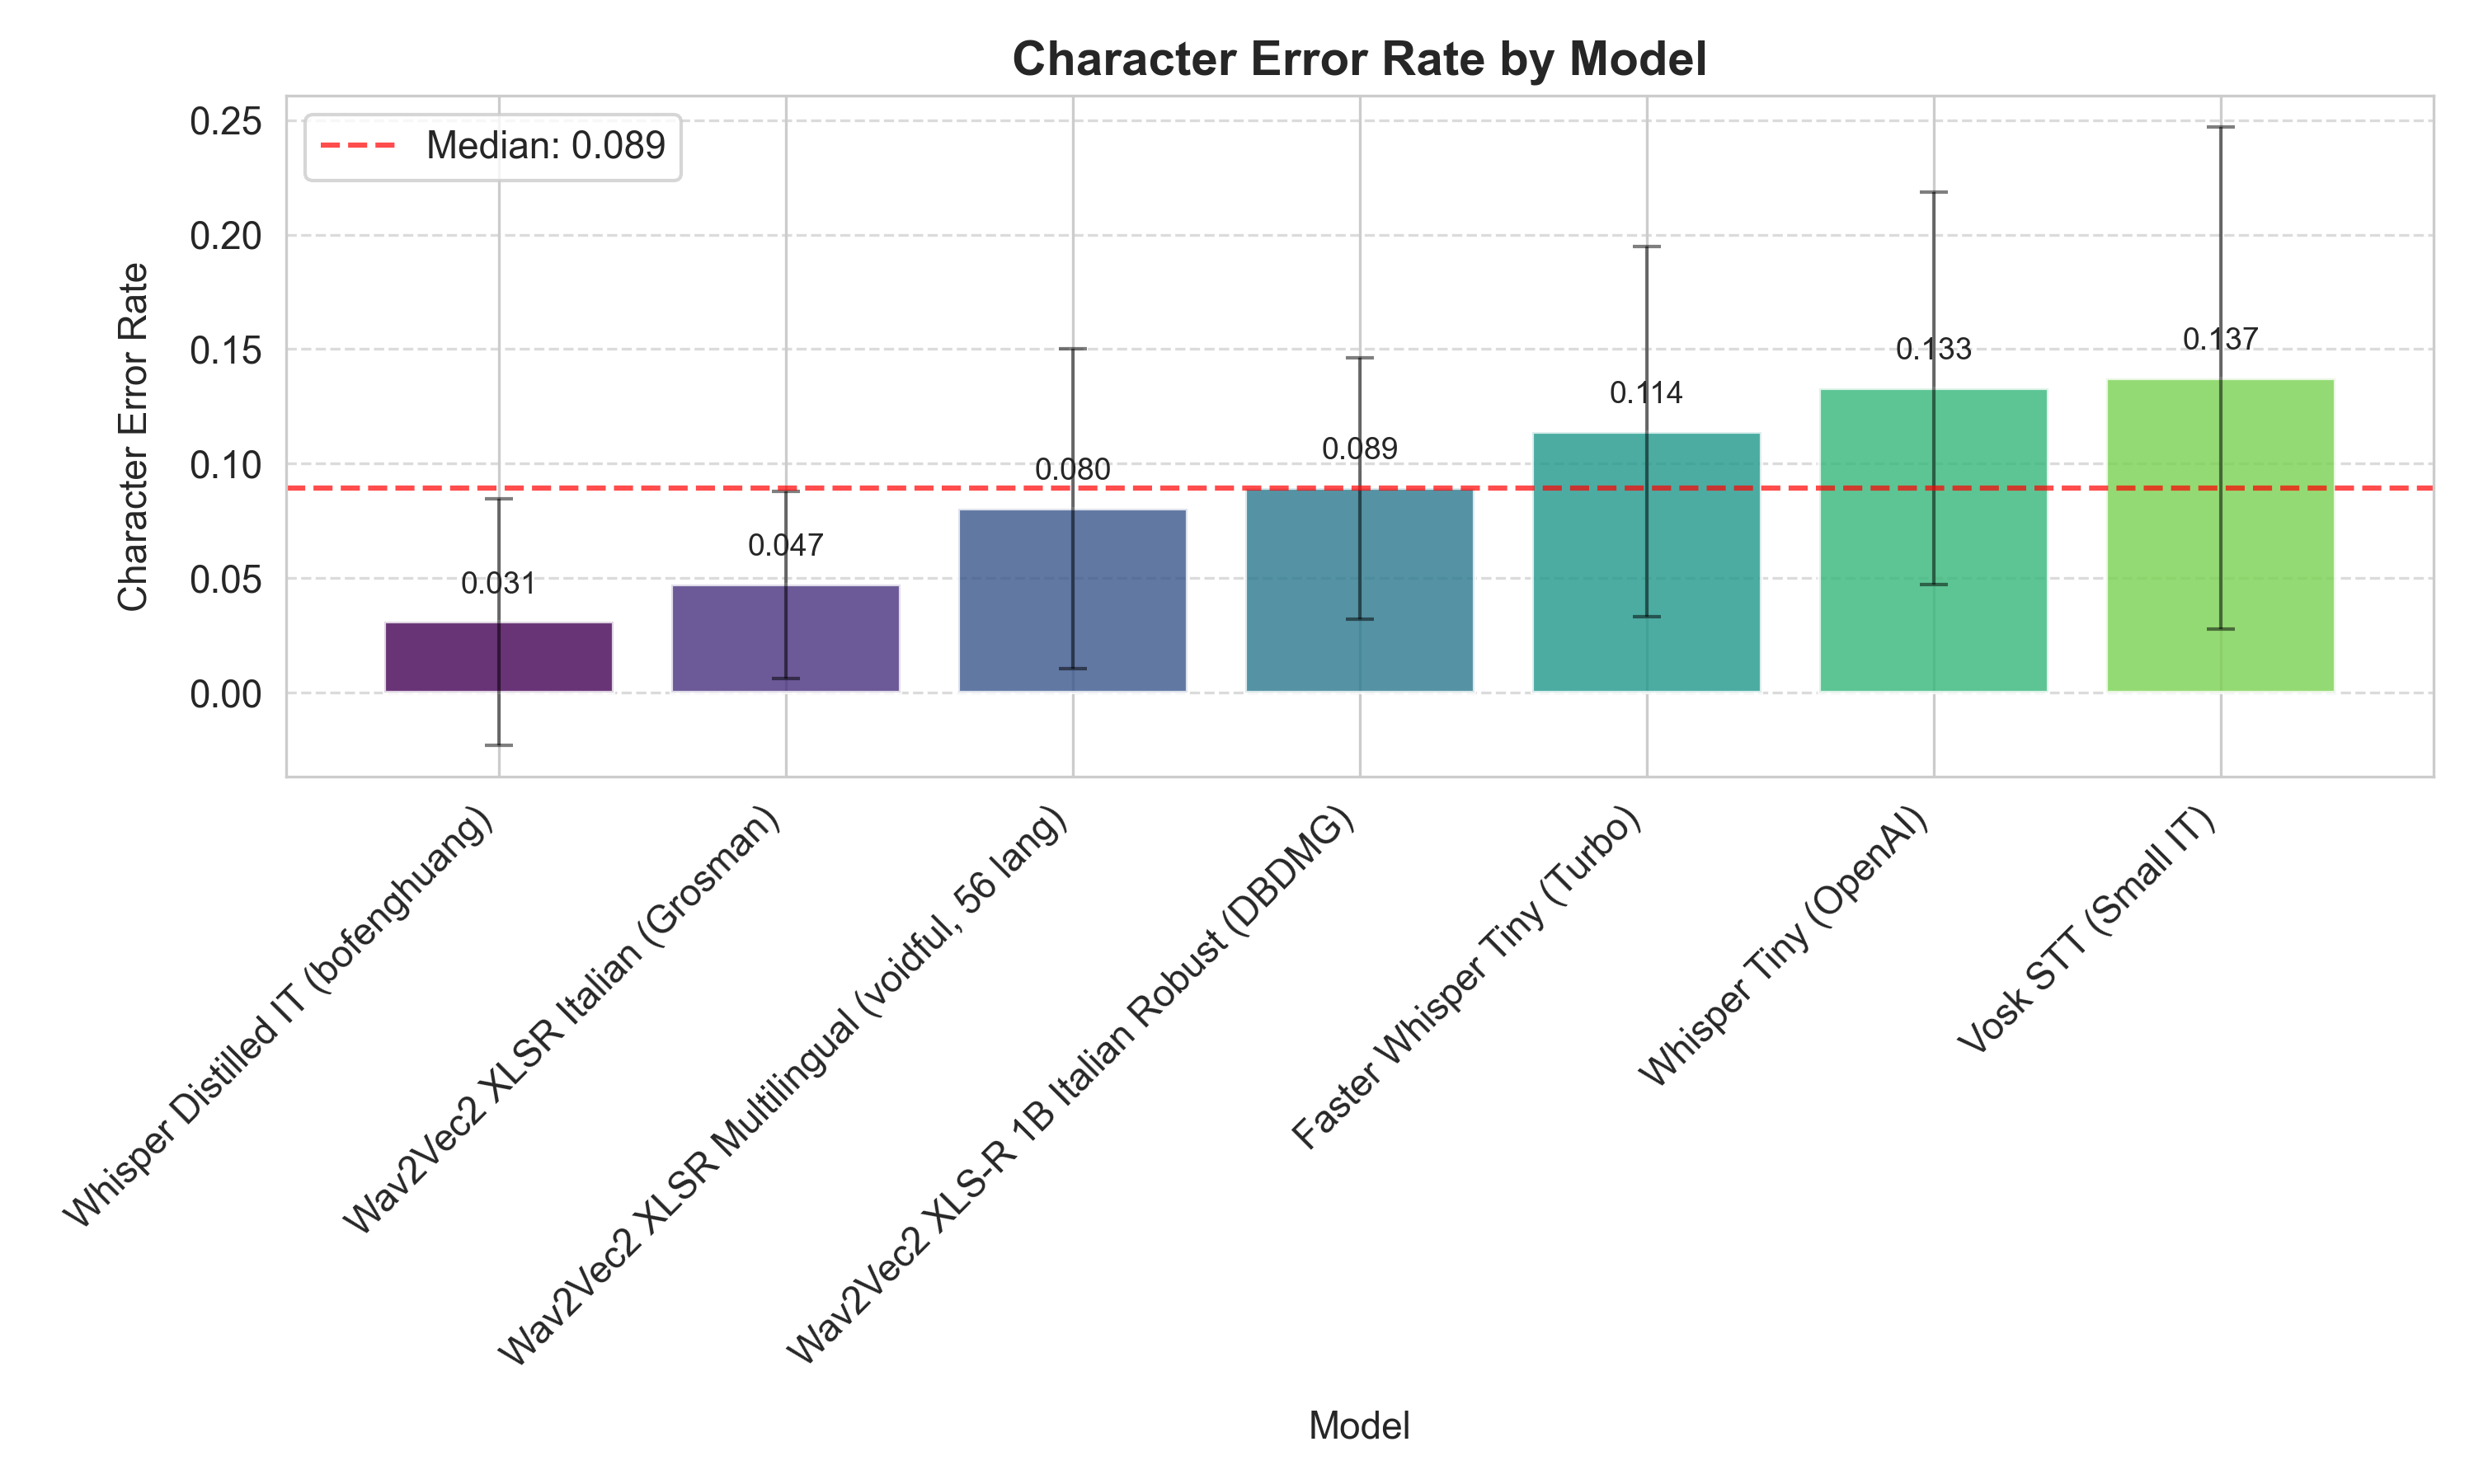 Character Error Rate by Model
Median: 0.089
Character Error Rate
0.25
0.20
0.15
0.10
0.05
0.00
0.031
0.047
0.080
0.089
0.114
0.133
0.137
Whisper Distilled IT (bofenghuang)
Wav2Vec2 XLSR Italian (Grosman)
Wav2Vec2 XLSR Multilingual (voidful, 56 lang)
Wav2Vec2 XLS-R 1B Italian Robust (DBDMG)
Faster Whisper Tiny (Turbo)
Whisper Tiny (OpenAI)
Vosk STT (Small IT)
Model